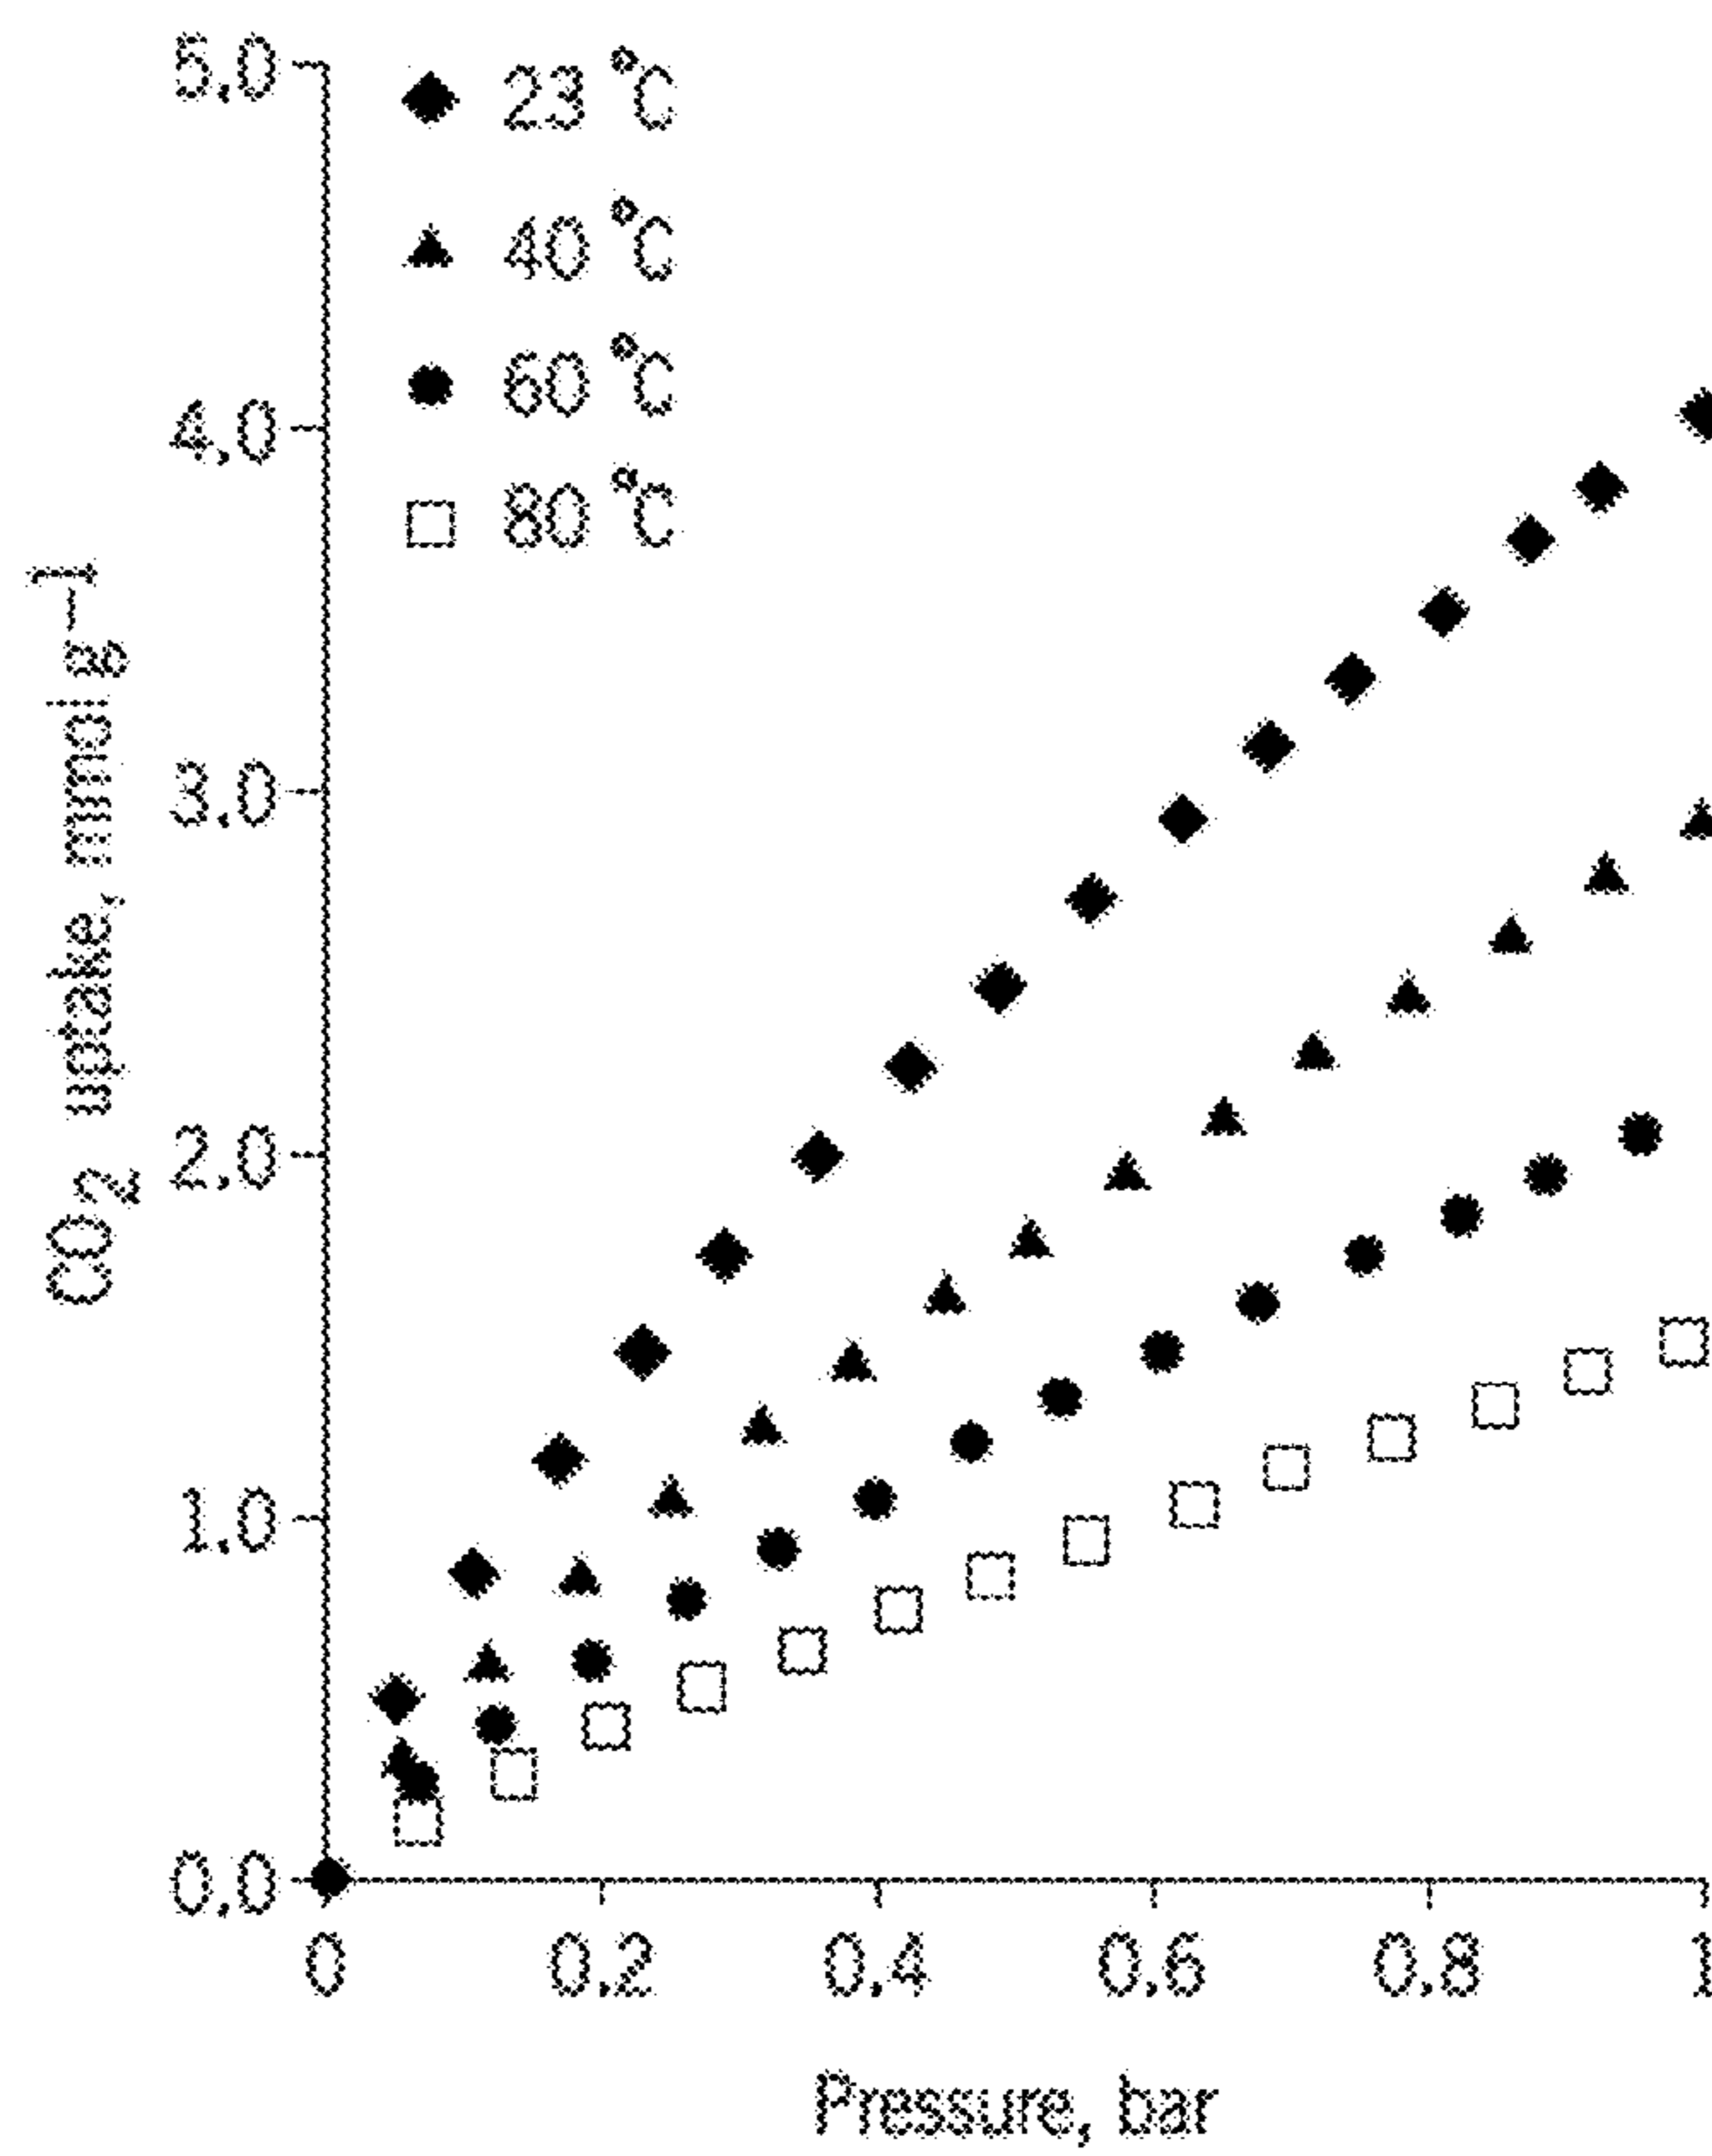 CO2 uptake, mmol g-1
5.0
4.0
3.0
2.0
1.0
0.0
23 °C
40 °C
60 °C
80 °C
0 0.2 0.4 0.6 0.8 1
Pressure, bar